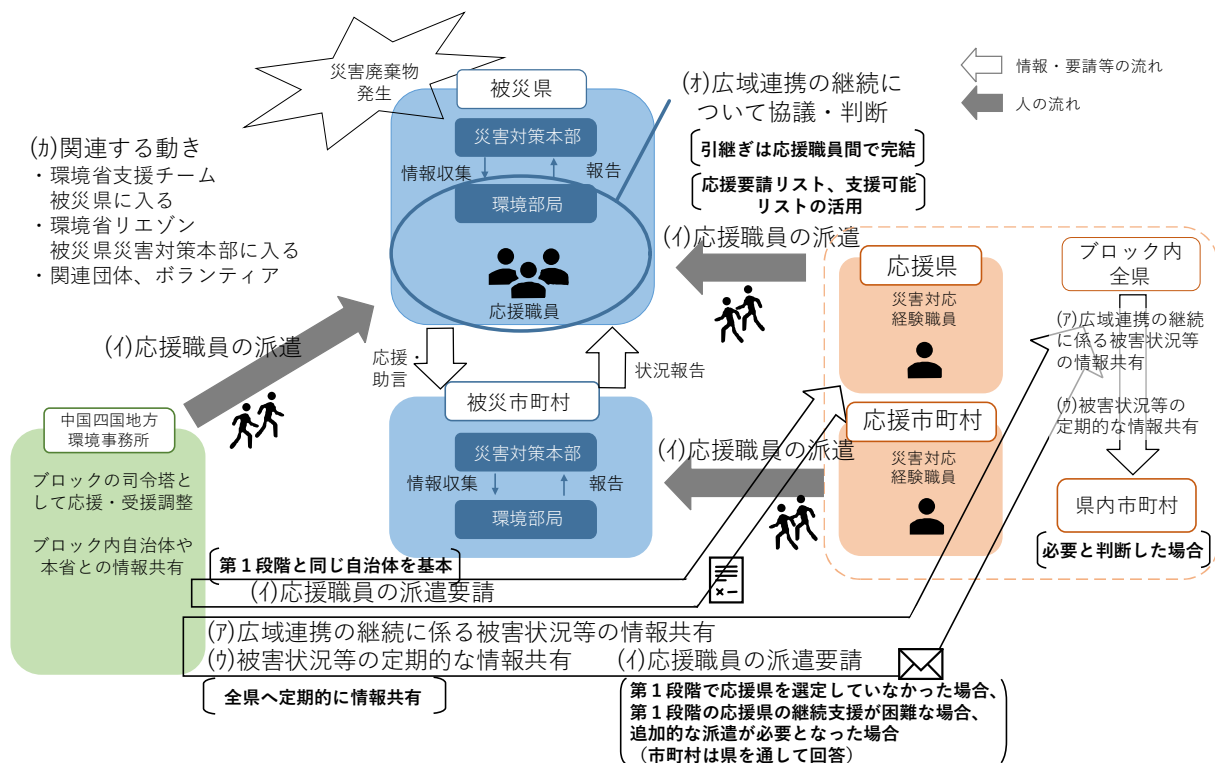 災害廃棄物
発生
被災県
災害対策本部
情報収集
報告
環境部局
応援職員
(ｵ)広域連携の継続に
ついて協議・判断
引継ぎは応援職員間で完結
応援要請リスト、支援可能
リストの活用
情報・要請等の流れ
人の流れ
(ｶ)関連する動き
・環境省支援チーム
被災県に入る
・環境省リエゾン
被災県災害対策本部に入る
・関連団体、ボランティア
(ｲ)応援職員の派遣
(ｲ)応援職員の派遣
応援県
災害対応
経験職員
ブロック内
全県
(ｱ)広域連携の継続
に係る被害状況等
の情報共有
(ｳ)被害状況等の
定期的な情報共有
県内市町村
必要と判断した場合
応援・
助言
状況報告
被災市町村
災害対策本部
情報収集
報告
環境部局
(ｲ)応援職員の派遣
応援市町村
災害対応
経験職員
中国四国地方
環境事務所
ブロックの司令塔と
して応援・受援調整
ブロック内自治体や
本省との情報共有
第１段階と同じ自治体を基本
(ｲ)応援職員の派遣要請
(ｱ)広域連携の継続に係る被害状況等の情報共有
(ｳ)被害状況等の定期的な情報共有
(ｲ)応援職員の派遣要請
全県へ定期的に情報共有
第１段階で応援県を選定していなかった場合、
第１段階の応援県の継続支援が困難な場合、
追加的な派遣が必要となった場合
（市町村は県を通して回答）